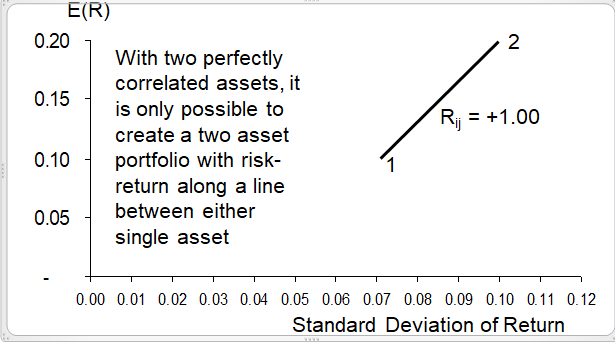 E(R)
0.20
0.15
0.10
0.05
-
With two perfectly
correlated assets, it
is only possible to
create a two asset
portfolio with risk-
return along a line
between either
single asset
2
Rij = +1.00
1
0.00 0.01 0.02 0.03 0.04 0.05 0.06 0.07 0.08 0.09 0.10 0.11 0.12
Standard Deviation of Return